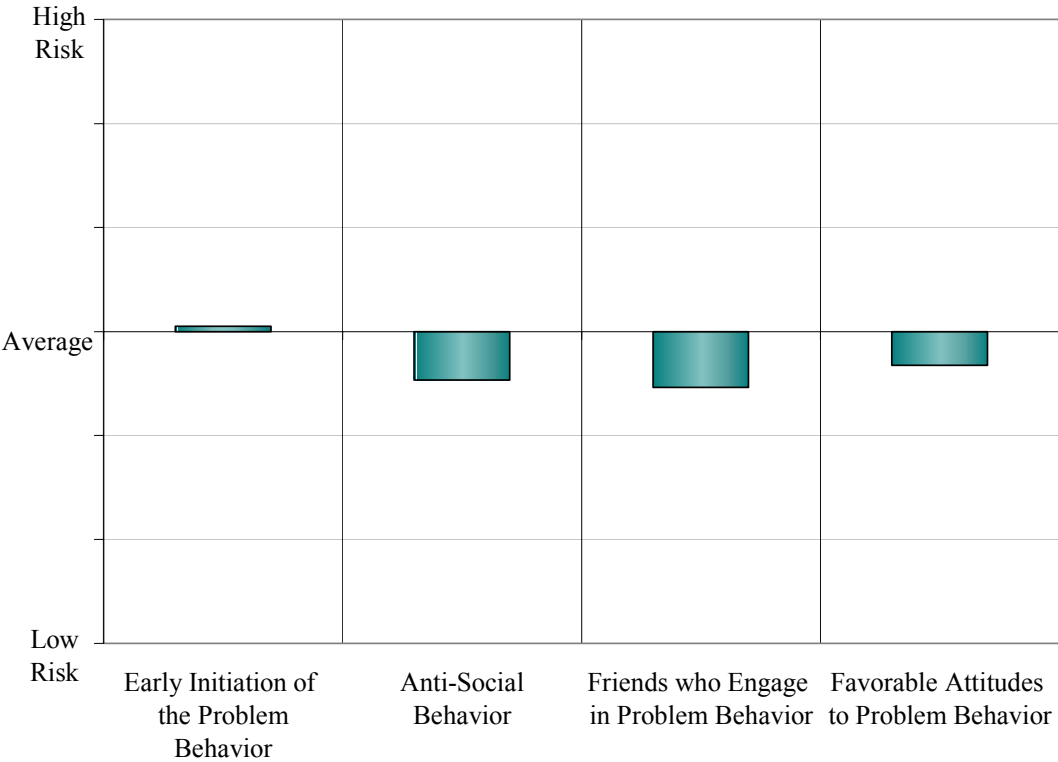 High
Risk
Average
Low
Risk
Early Initiation of
the Problem
Behavior
Anti-Social
Behavior
Friends who Engage
in Problem Behavior
Favorable Attitudes
to Problem Behavior